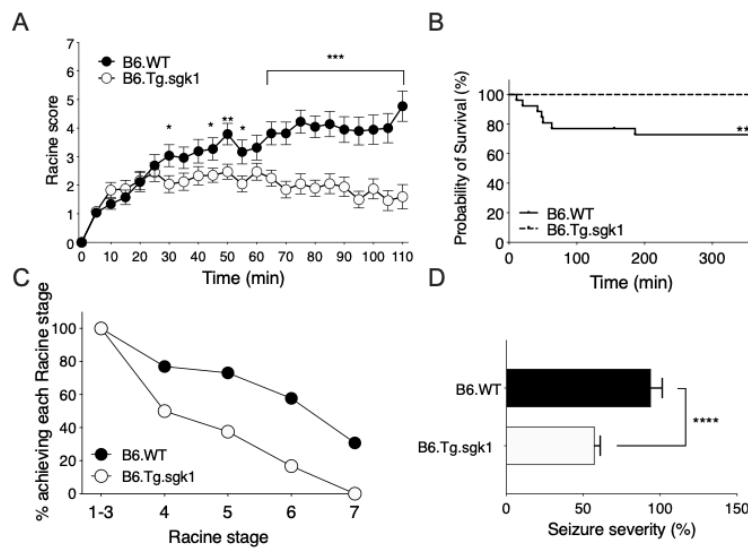 A
B6.WT
B6.Tg.sgk1
***
* * ** *
Racine score
7
6
5
4
3
2
1
0
0 10 20 30 40 50 60 70 80 90 100 110
Time (min)
B
Probability of Survival (%)
100
80
60
40
20
0
**
B6.WT
B6.Tg.sgk1
0 100 200 300
Time (min)
C
% achieving each Racine stage
100
80
60
40
20
0
B6.WT
B6.Tg.sgk1
1-3 4 5 6 7
Racine stage
D
B6.WT
B6.Tg.sgk1
****
0 50 100 150
Seizure severity (%)